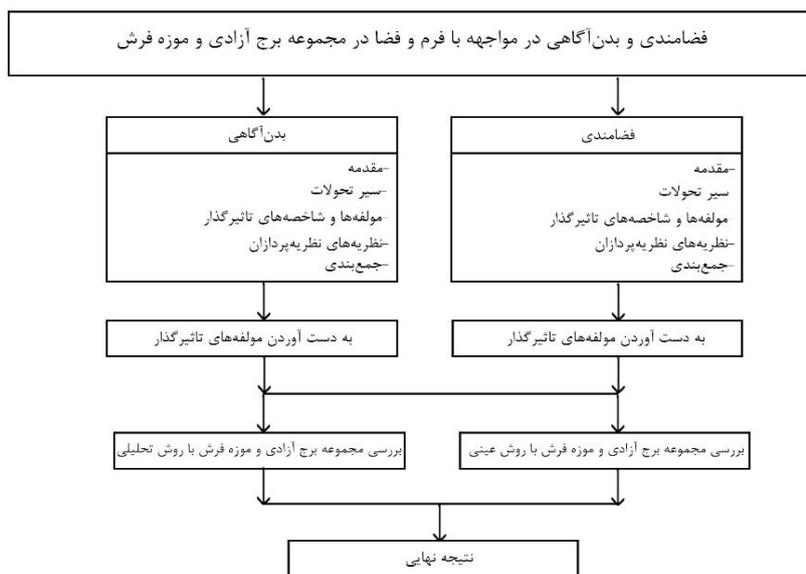 فضامندی و بدن‌آگاهی در مواجهه با فرم و فضا در مجموعه برج آزادی و موزه فرش
فضامندی
-مقدمه
سیر تحولات
مولفه‌ها و شاخصه‌های تاثیرگذار
-نظریه‌های نظریه‌پردازان
-جمع‌بندی
بدن‌آگاهی
-مقدمه
-سیر تحولات
مولفه‌ها و شاخصه‌های تاثیرگذار
-نظریه‌های نظریه‌پردازان
-جمع‌بندی
به دست آوردن مولفه‌های تاثیرگذار
به دست آوردن مولفه‌های تاثیرگذار
بررسی مجموعه برج آزادی و موزه فرش با روش عینی
بررسی مجموعه برج آزادی و موزه فرش با روش تحلیلی
نتیجه نهایی